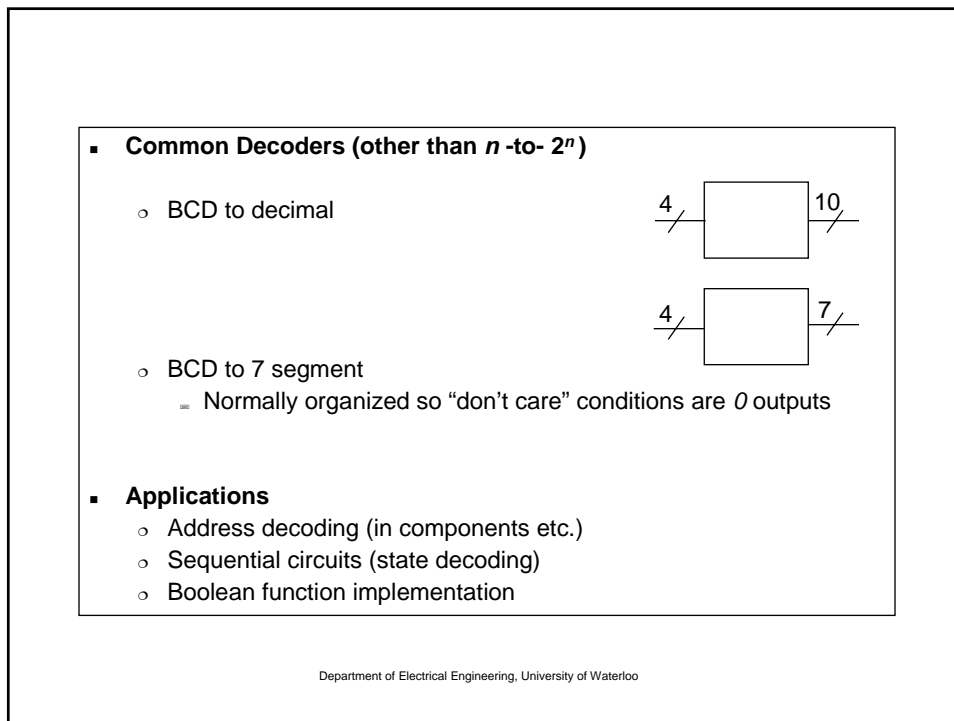 ▪ Common Decoders (other than n -to- 2ⁿ)
❍ BCD to decimal
4 10
4 7
❍ BCD to 7 segment
Normally organized so “don’t care” conditions are 0 outputs
▪ Applications
❍ Address decoding (in components etc.)
❍ Sequential circuits (state decoding)
❍ Boolean function implementation
Department of Electrical Engineering, University of Waterloo